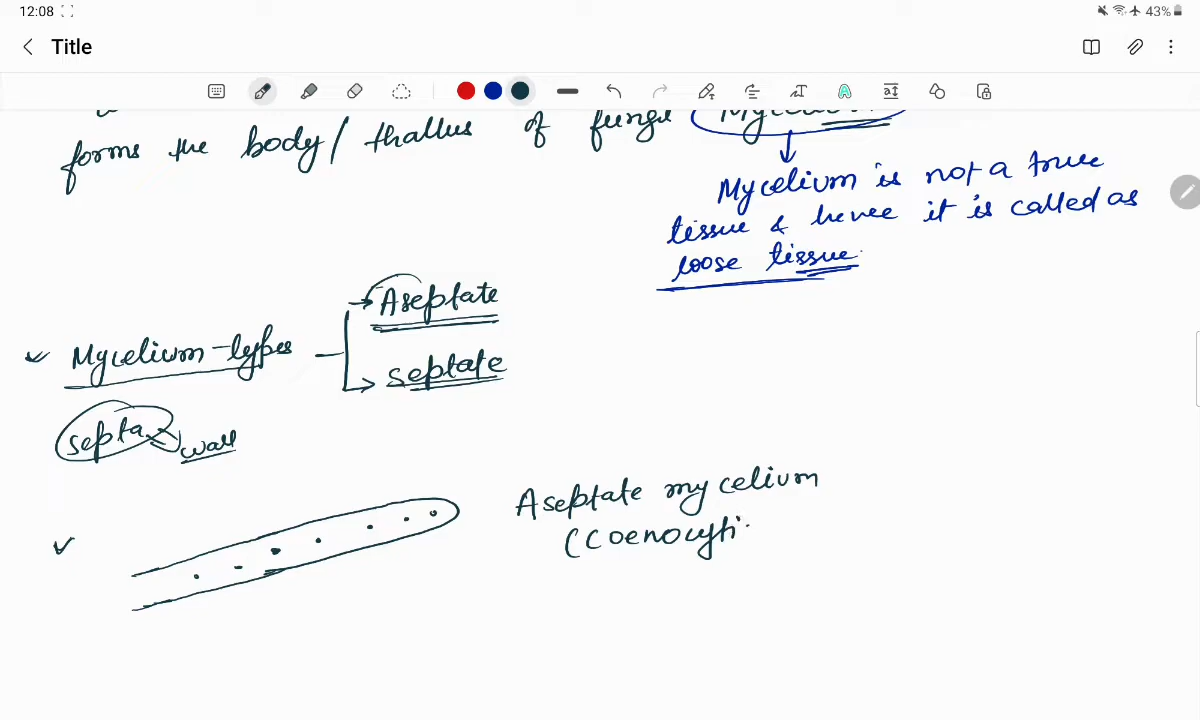 12:08
43%
Title
forms the body/thallus of fungi Mycelium
Mycelium is not a true
tissue & hence it is called as
loose tissue
Aseptate
Mycelium-types
septate
septa
wall
Aseptate mycelium
(Coenocyti